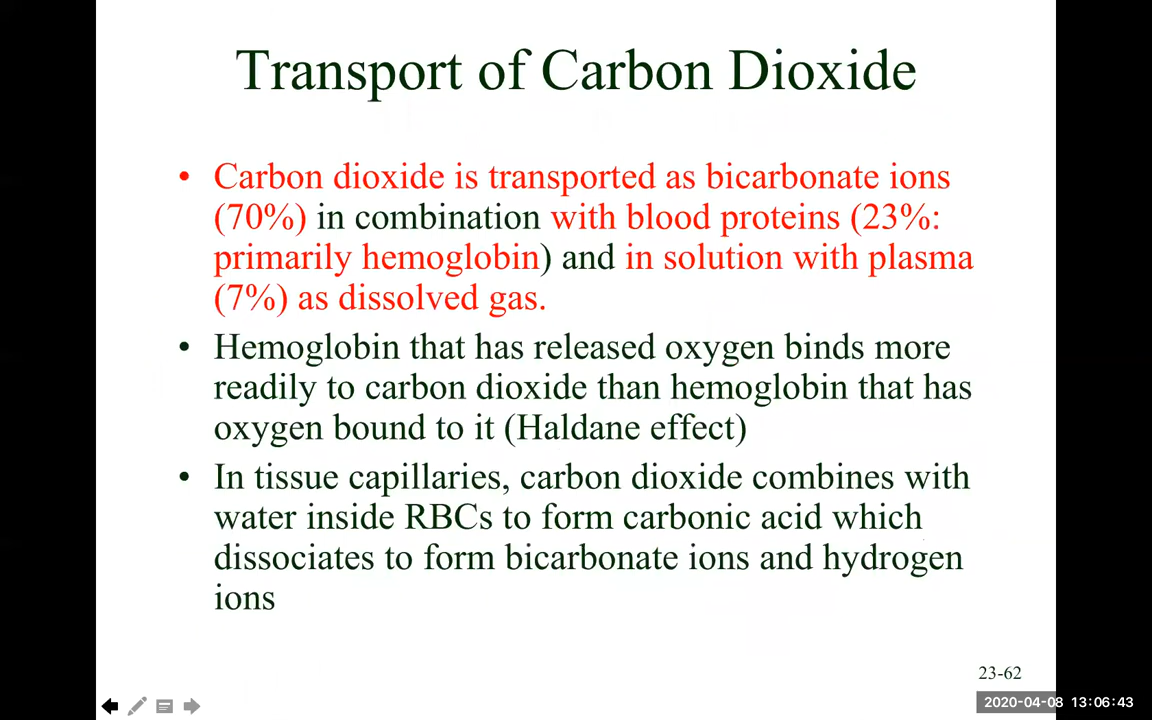 Transport of Carbon Dioxide
• Carbon dioxide is transported as bicarbonate ions
(70%) in combination with blood proteins (23%:
primarily hemoglobin) and in solution with plasma
(7%) as dissolved gas.
• Hemoglobin that has released oxygen binds more
readily to carbon dioxide than hemoglobin that has
oxygen bound to it (Haldane effect)
• In tissue capillaries, carbon dioxide combines with
water inside RBCs to form carbonic acid which
dissociates to form bicarbonate ions and hydrogen
ions
23-62
2020-04-08 13:06:43